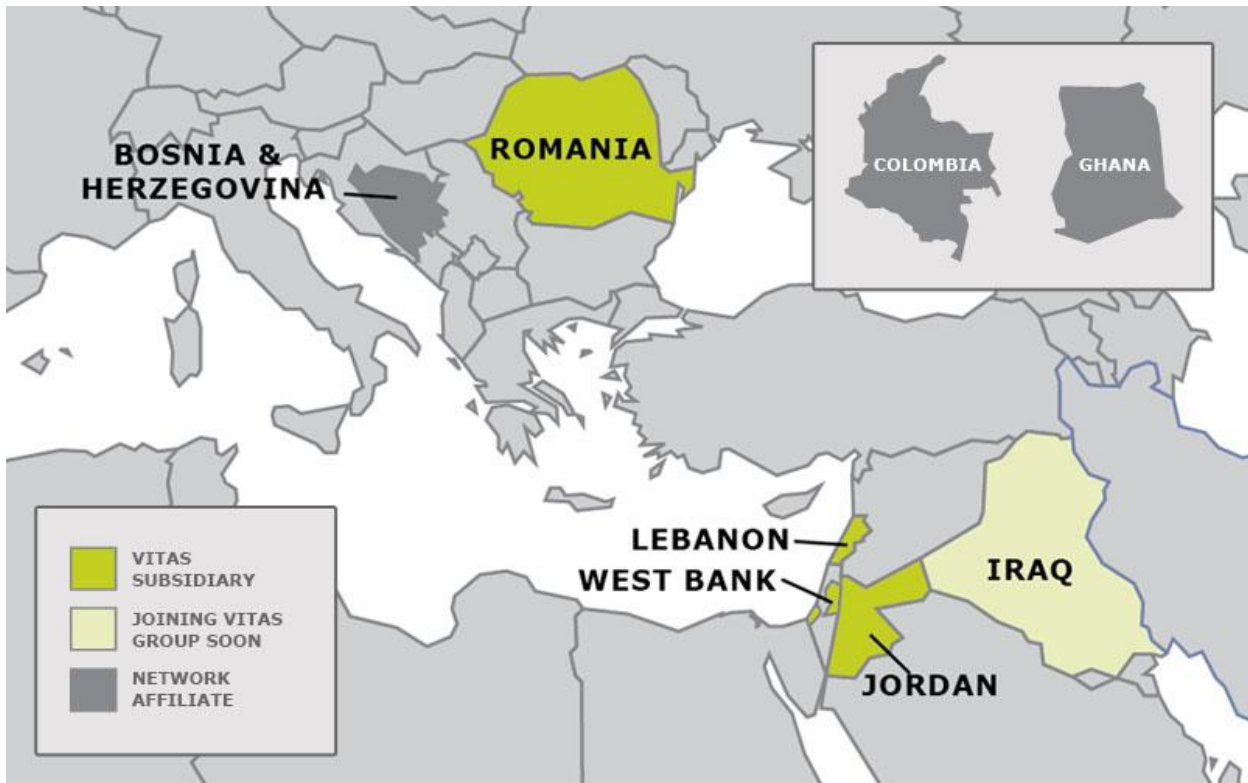 BOSNIA &
HERZEGOVINA
ROMANIA
COLOMBIA
GHANA
LEBANON
WEST BANK
IRAQ
JORDAN
VITAS
SUBSIDIARY
JOINING VITAS
GROUP SOON
NETWORK
AFFILIATE